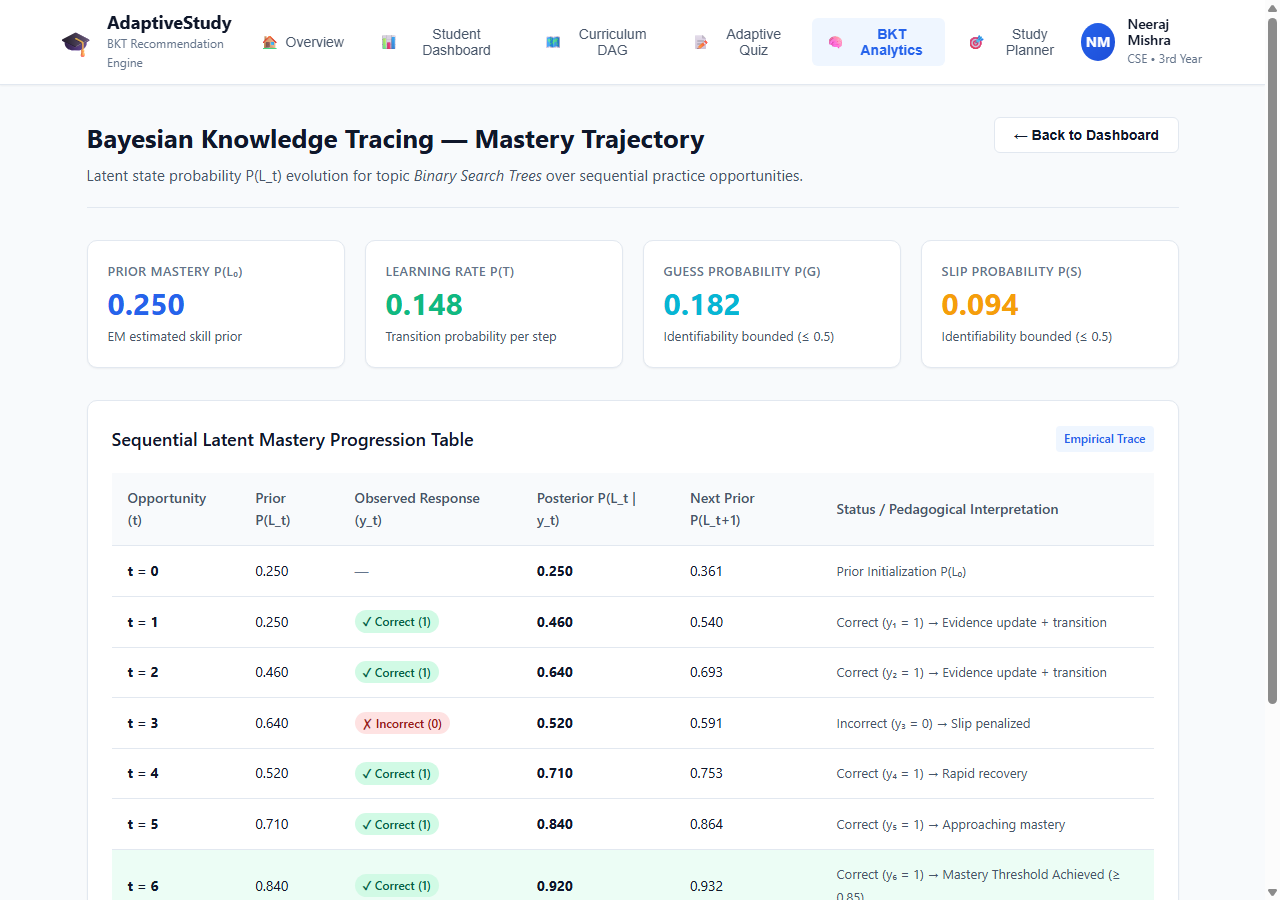 AdaptiveStudy
BKT Recommendation
Engine
Overview
Student
Dashboard
Curriculum
DAG
Adaptive
Quiz
BKT
Analytics
Study
Planner
NM
Neeraj
Mishra
CSE • 3rd Year
Bayesian Knowledge Tracing — Mastery Trajectory
← Back to Dashboard
Latent state probability P(L_t) evolution for topic Binary Search Trees over sequential practice opportunities.
PRIOR MASTERY P(L₀)
0.250
EM estimated skill prior
LEARNING RATE P(T)
0.148
Transition probability per step
GUESS PROBABILITY P(G)
0.182
Identifiability bounded (≤ 0.5)
SLIP PROBABILITY P(S)
0.094
Identifiability bounded (≤ 0.5)
Sequential Latent Mastery Progression Table
Empirical Trace
Opportunity
(t)
Prior
P(L_t)
Observed Response
(y_t)
Posterior P(L_t |
y_t)
Next Prior
P(L_t+1)
Status / Pedagogical Interpretation
t = 0 0.250 — 0.250 0.361 Prior Initialization P(L₀)
t = 1 0.250 ✓ Correct (1) 0.460 0.540 Correct (y₁ = 1) → Evidence update + transition
t = 2 0.460 ✓ Correct (1) 0.640 0.693 Correct (y₂ = 1) → Evidence update + transition
t = 3 0.640 ✗ Incorrect (0) 0.520 0.591 Incorrect (y₃ = 0) → Slip penalized
t = 4 0.520 ✓ Correct (1) 0.710 0.753 Correct (y₄ = 1) → Rapid recovery
t = 5 0.710 ✓ Correct (1) 0.840 0.864 Correct (y₅ = 1) → Approaching mastery
t = 6 0.840 ✓ Correct (1) 0.920 0.932 Correct (y₆ = 1) → Mastery Threshold Achieved (≥
0.85)